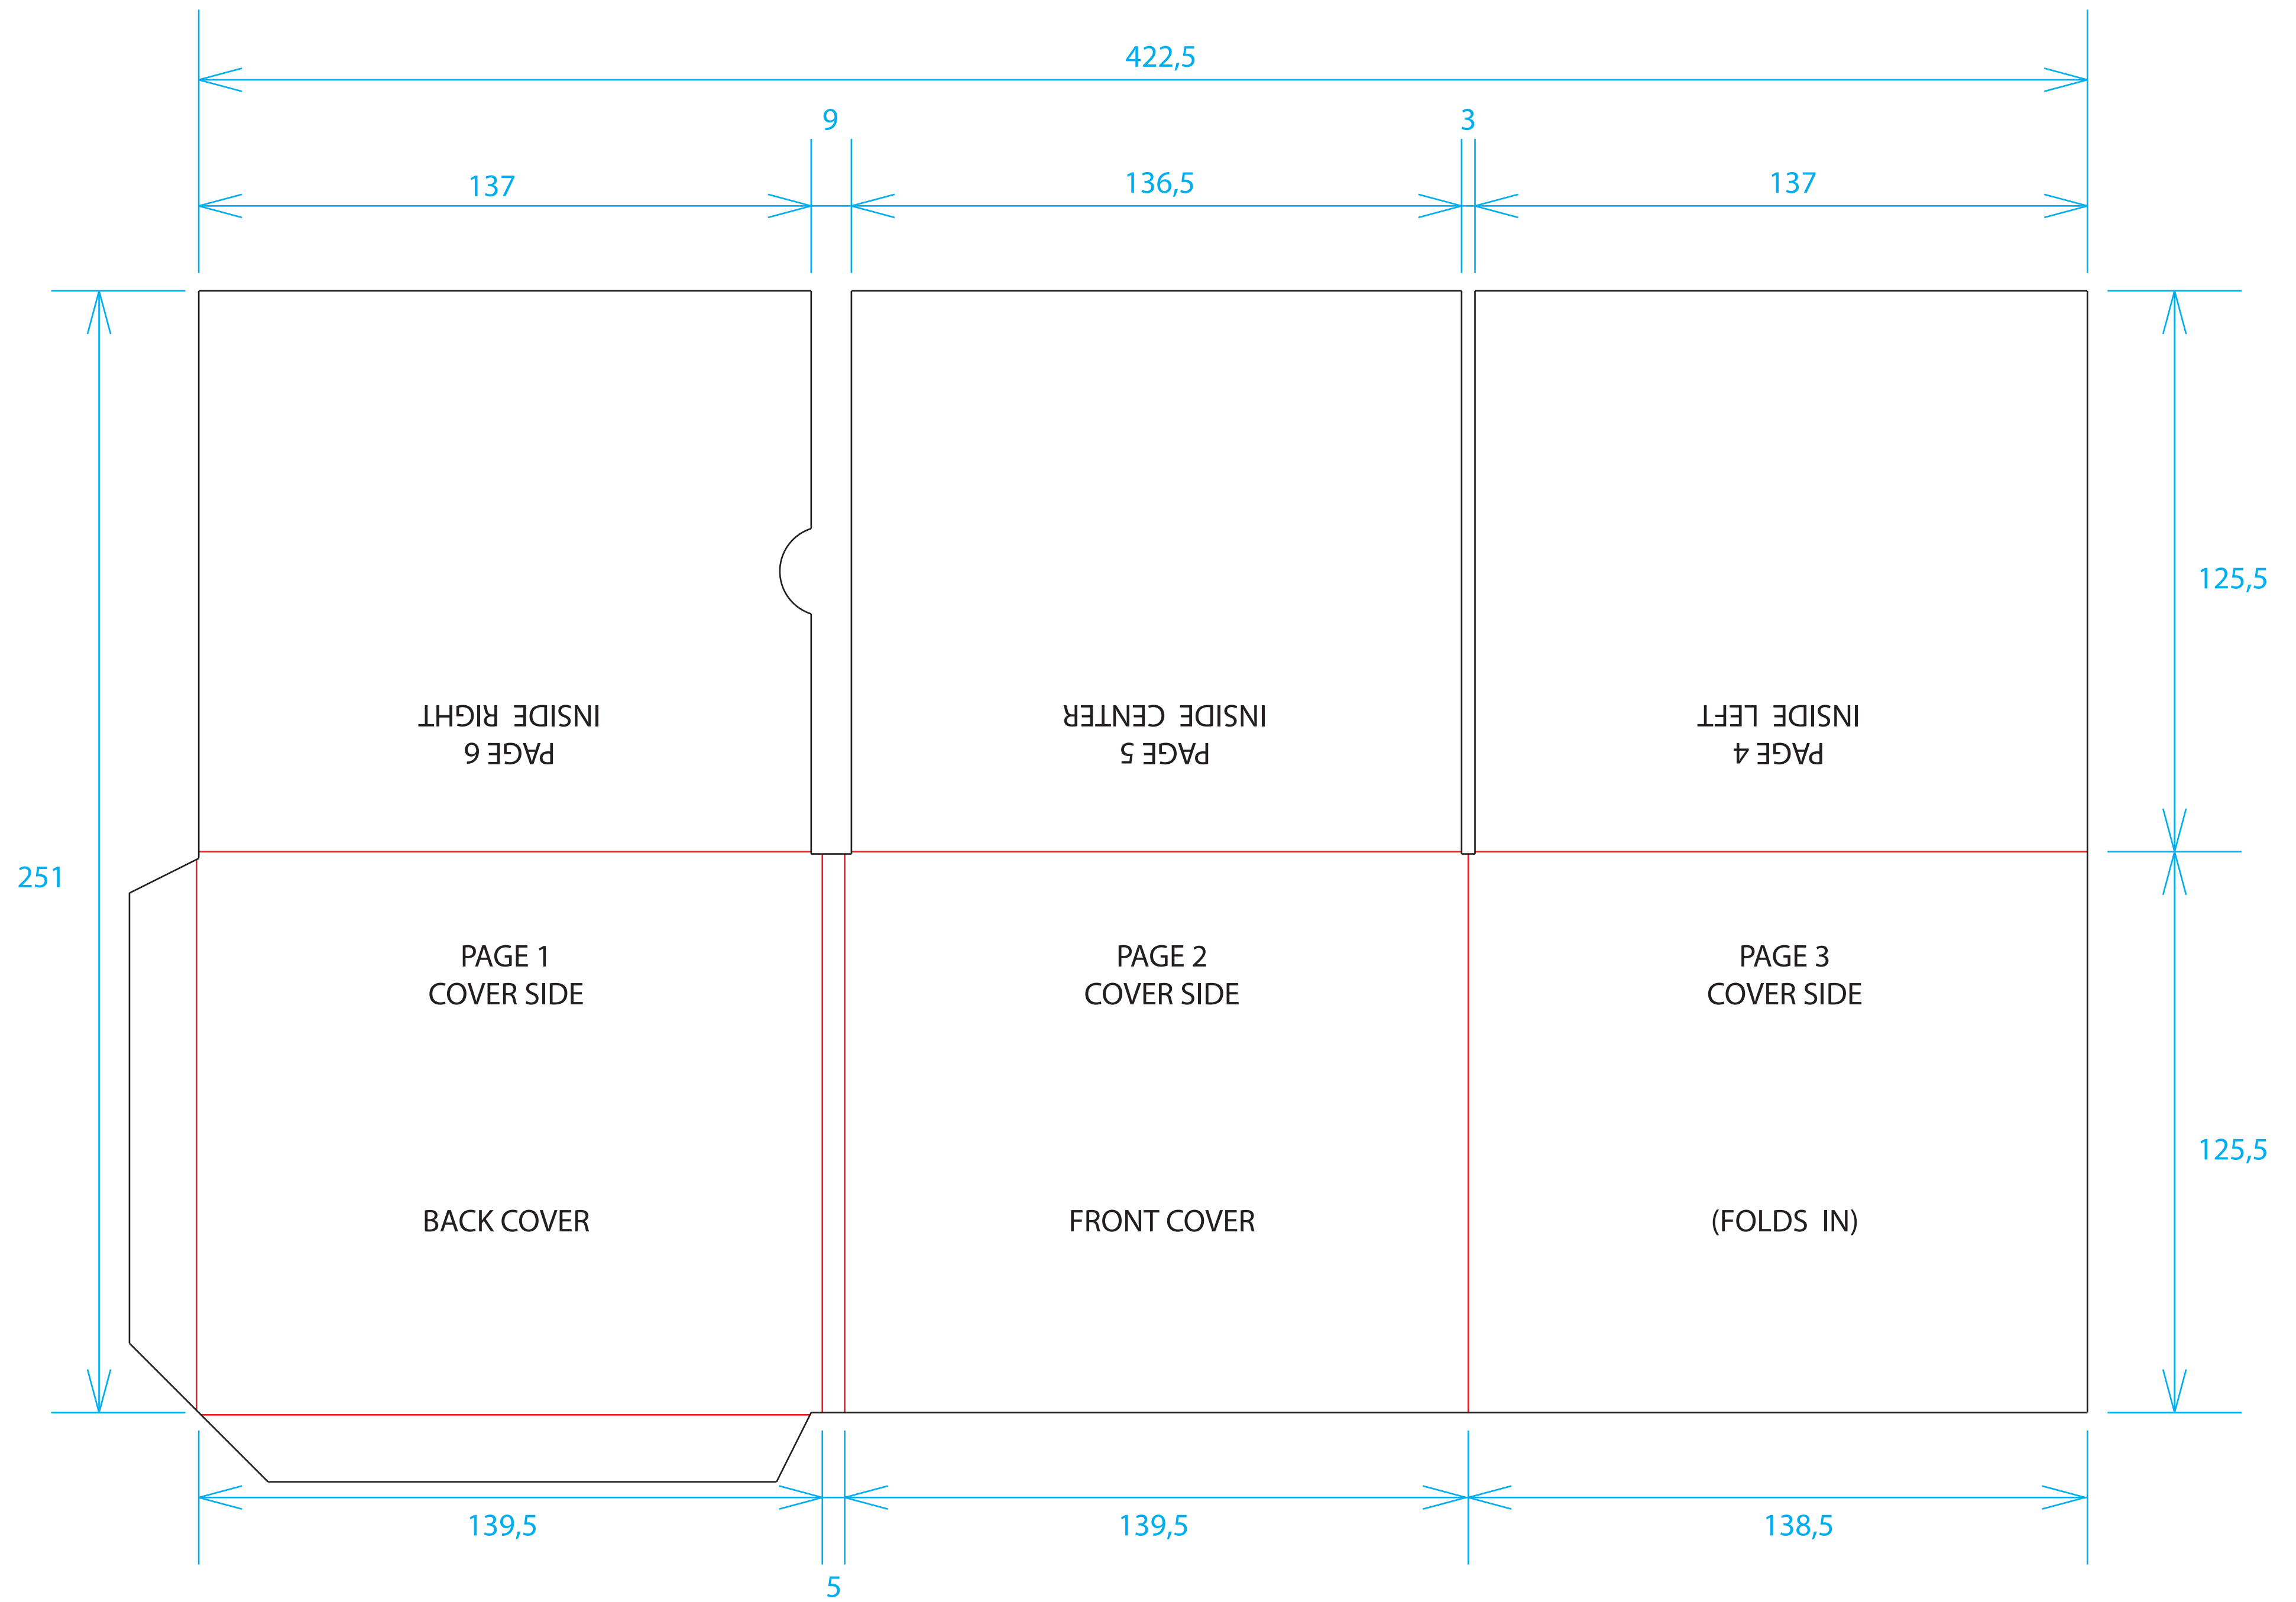 422,5
9
3
137
136,5
137
125,5
INSIDE RIGHT
PAGE 6
INSIDE CENTER
PAGE 5
INSIDE LEFT
PAGE 4
251
PAGE 1
COVER SIDE
PAGE 2
COVER SIDE
PAGE 3
COVER SIDE
125,5
BACK COVER
FRONT COVER
(FOLDS IN)
139,5
139,5
138,5
5